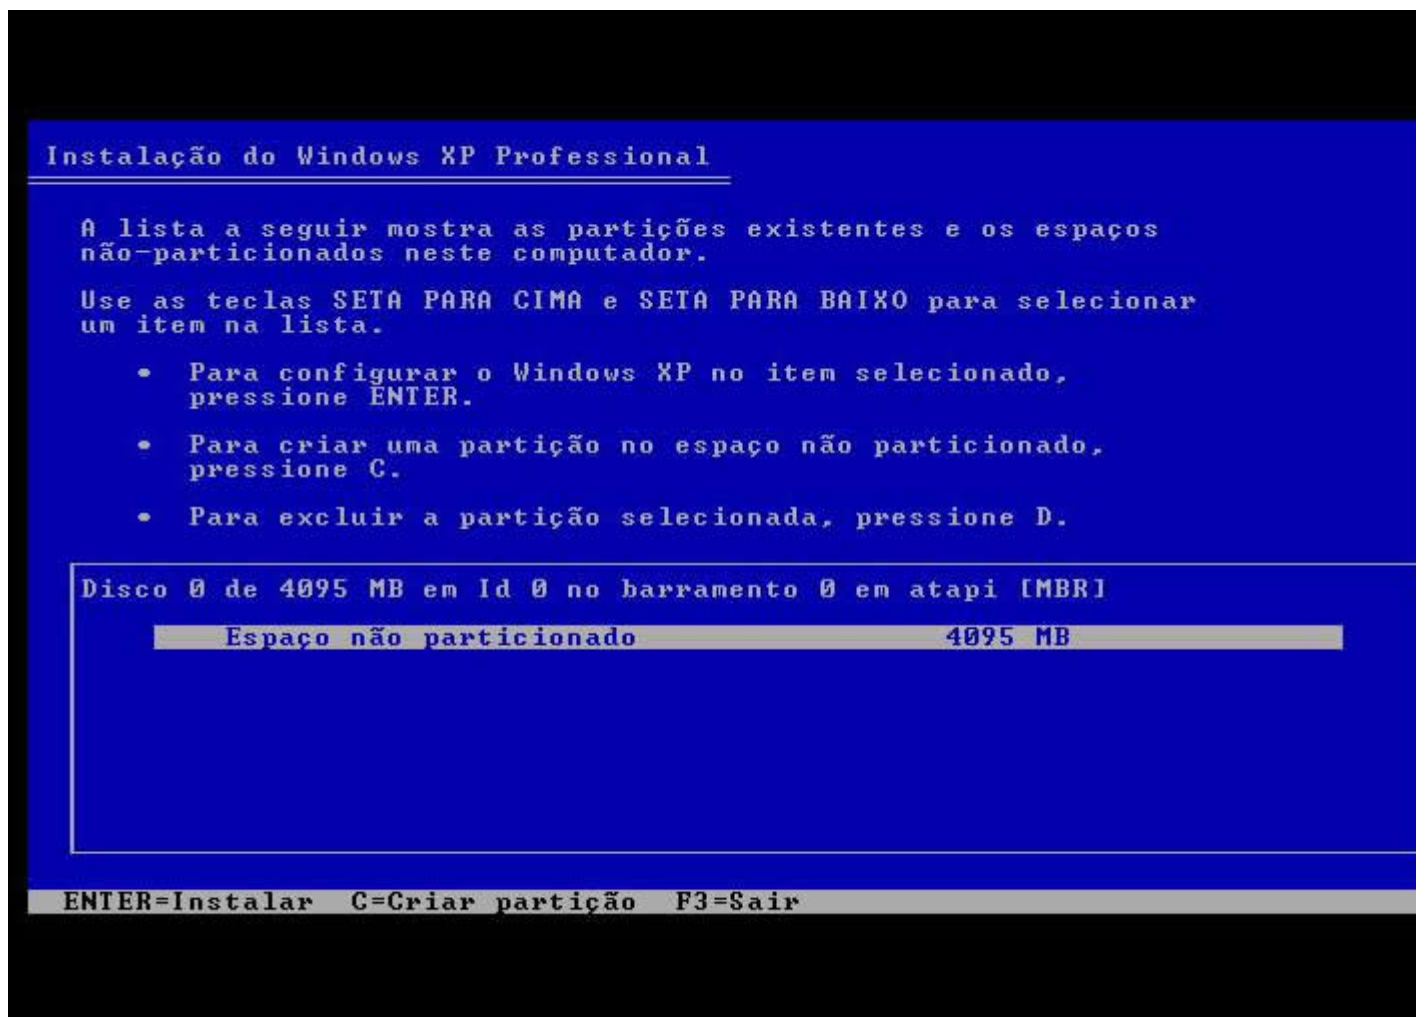 Instalação do Windows XP Professional
A lista a seguir mostra as partições existentes e os espaços
não-particionados neste computador.
Use as teclas SETA PARA CIMA e SETA PARA BAIXO para selecionar
um item na lista.
• Para configurar o Windows XP no item selecionado,
pressione ENTER.
• Para criar uma partição no espaço não particionado,
pressione C.
• Para excluir a partição selecionada, pressione D.
Disco 0 de 4095 MB em Id 0 no barramento 0 em atapi [MBR]
Espaço não particionado 4095 MB
ENTER=Instalar C=Criar partição F3=Sair